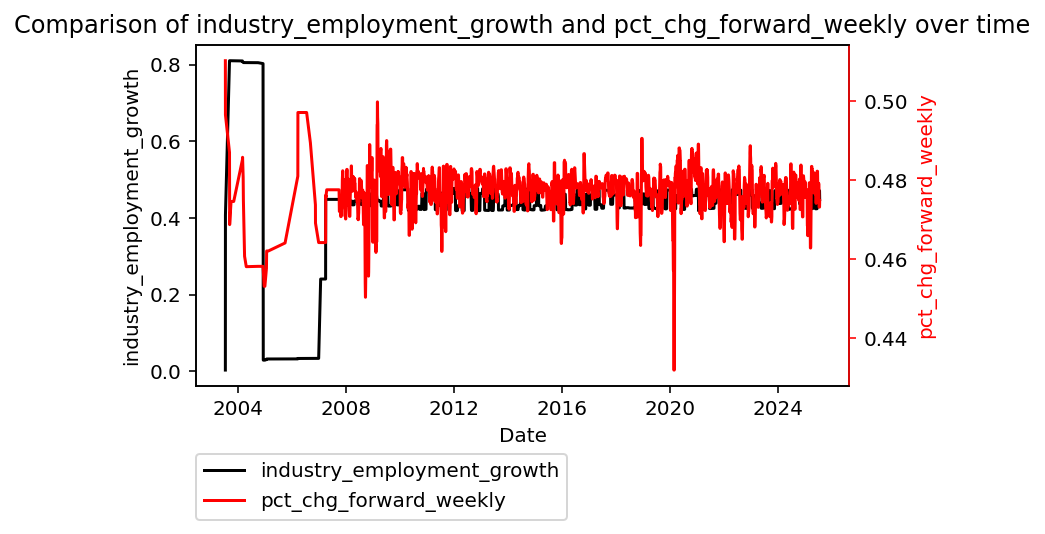 Comparison of industry_employment_growth and pct_chg_forward_weekly over time
industry_employment_growth
0.8
0.6
0.4
0.2
0.0
0.50
0.48
0.46
0.44
pct_chg_forward_weekly
2004 2008 2012 2016 2020 2024
Date
industry_employment_growth
pct_chg_forward_weekly